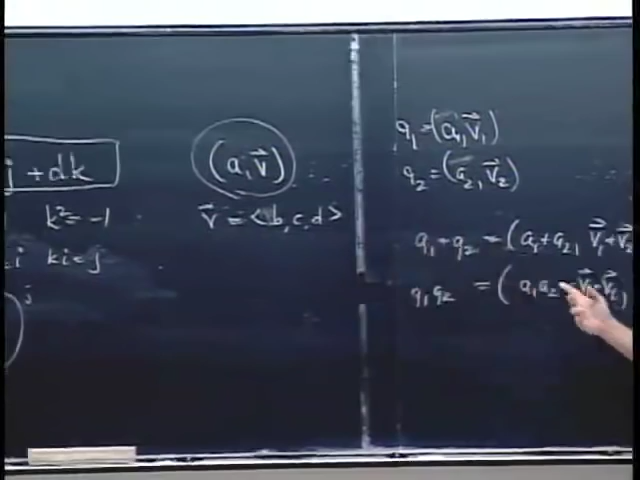 j + dk
k² = -1
i ki = j
j
(a, v⃗)
v⃗ = <b, c, d>
q₁ = (a₁, v⃗₁)
q₂ = (a₂, v⃗₂)
q₁ + q₂ = (a₁ + a₂, v⃗₁ + v⃗₂
q₁q₂ = ( a₁a₂ v⃗₁ · v⃗₂,